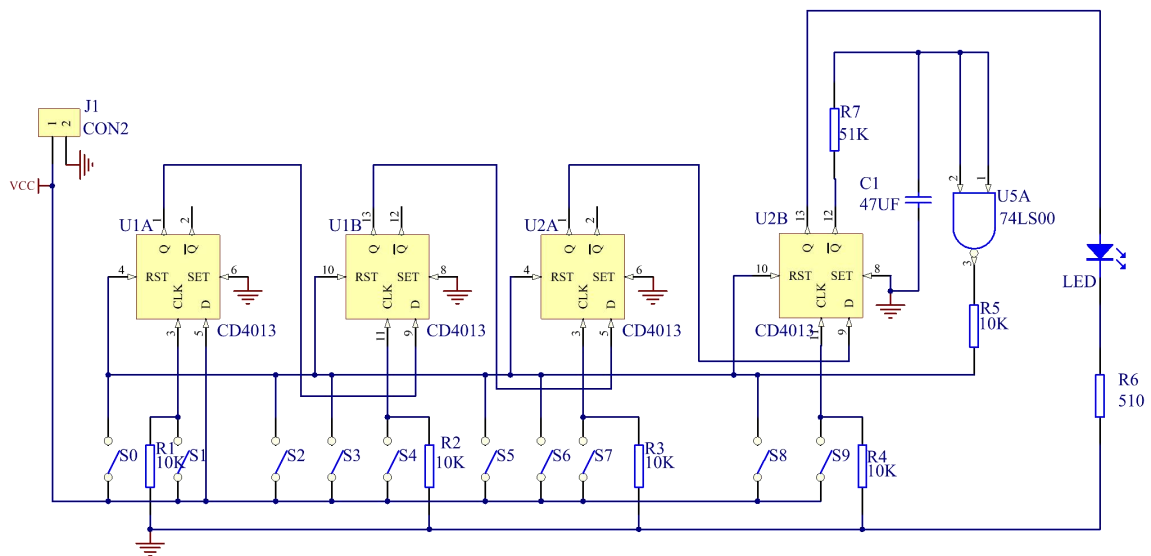 J1
1
2
CON2
VCC
R7
51K
C1
47UF
2
1
U5A
74LS00
3
LED
R5
10K
R6
510
U1A
1
2
Q
Q
4
RST
SET
6
CLK
D
3
5
CD4013
U1B
13
12
Q
Q
10
RST
SET
8
CLK
D
11
9
CD4013
U2A
1
2
Q
Q
4
RST
SET
6
CLK
D
3
5
CD4013
U2B
13
12
Q
Q
10
RST
SET
8
CLK
D
11
9
CD4013
S0
R1
10K
S1
S2
S3
S4
R2
10K
S5
S6
S7
R3
10K
S8
S9
R4
10K